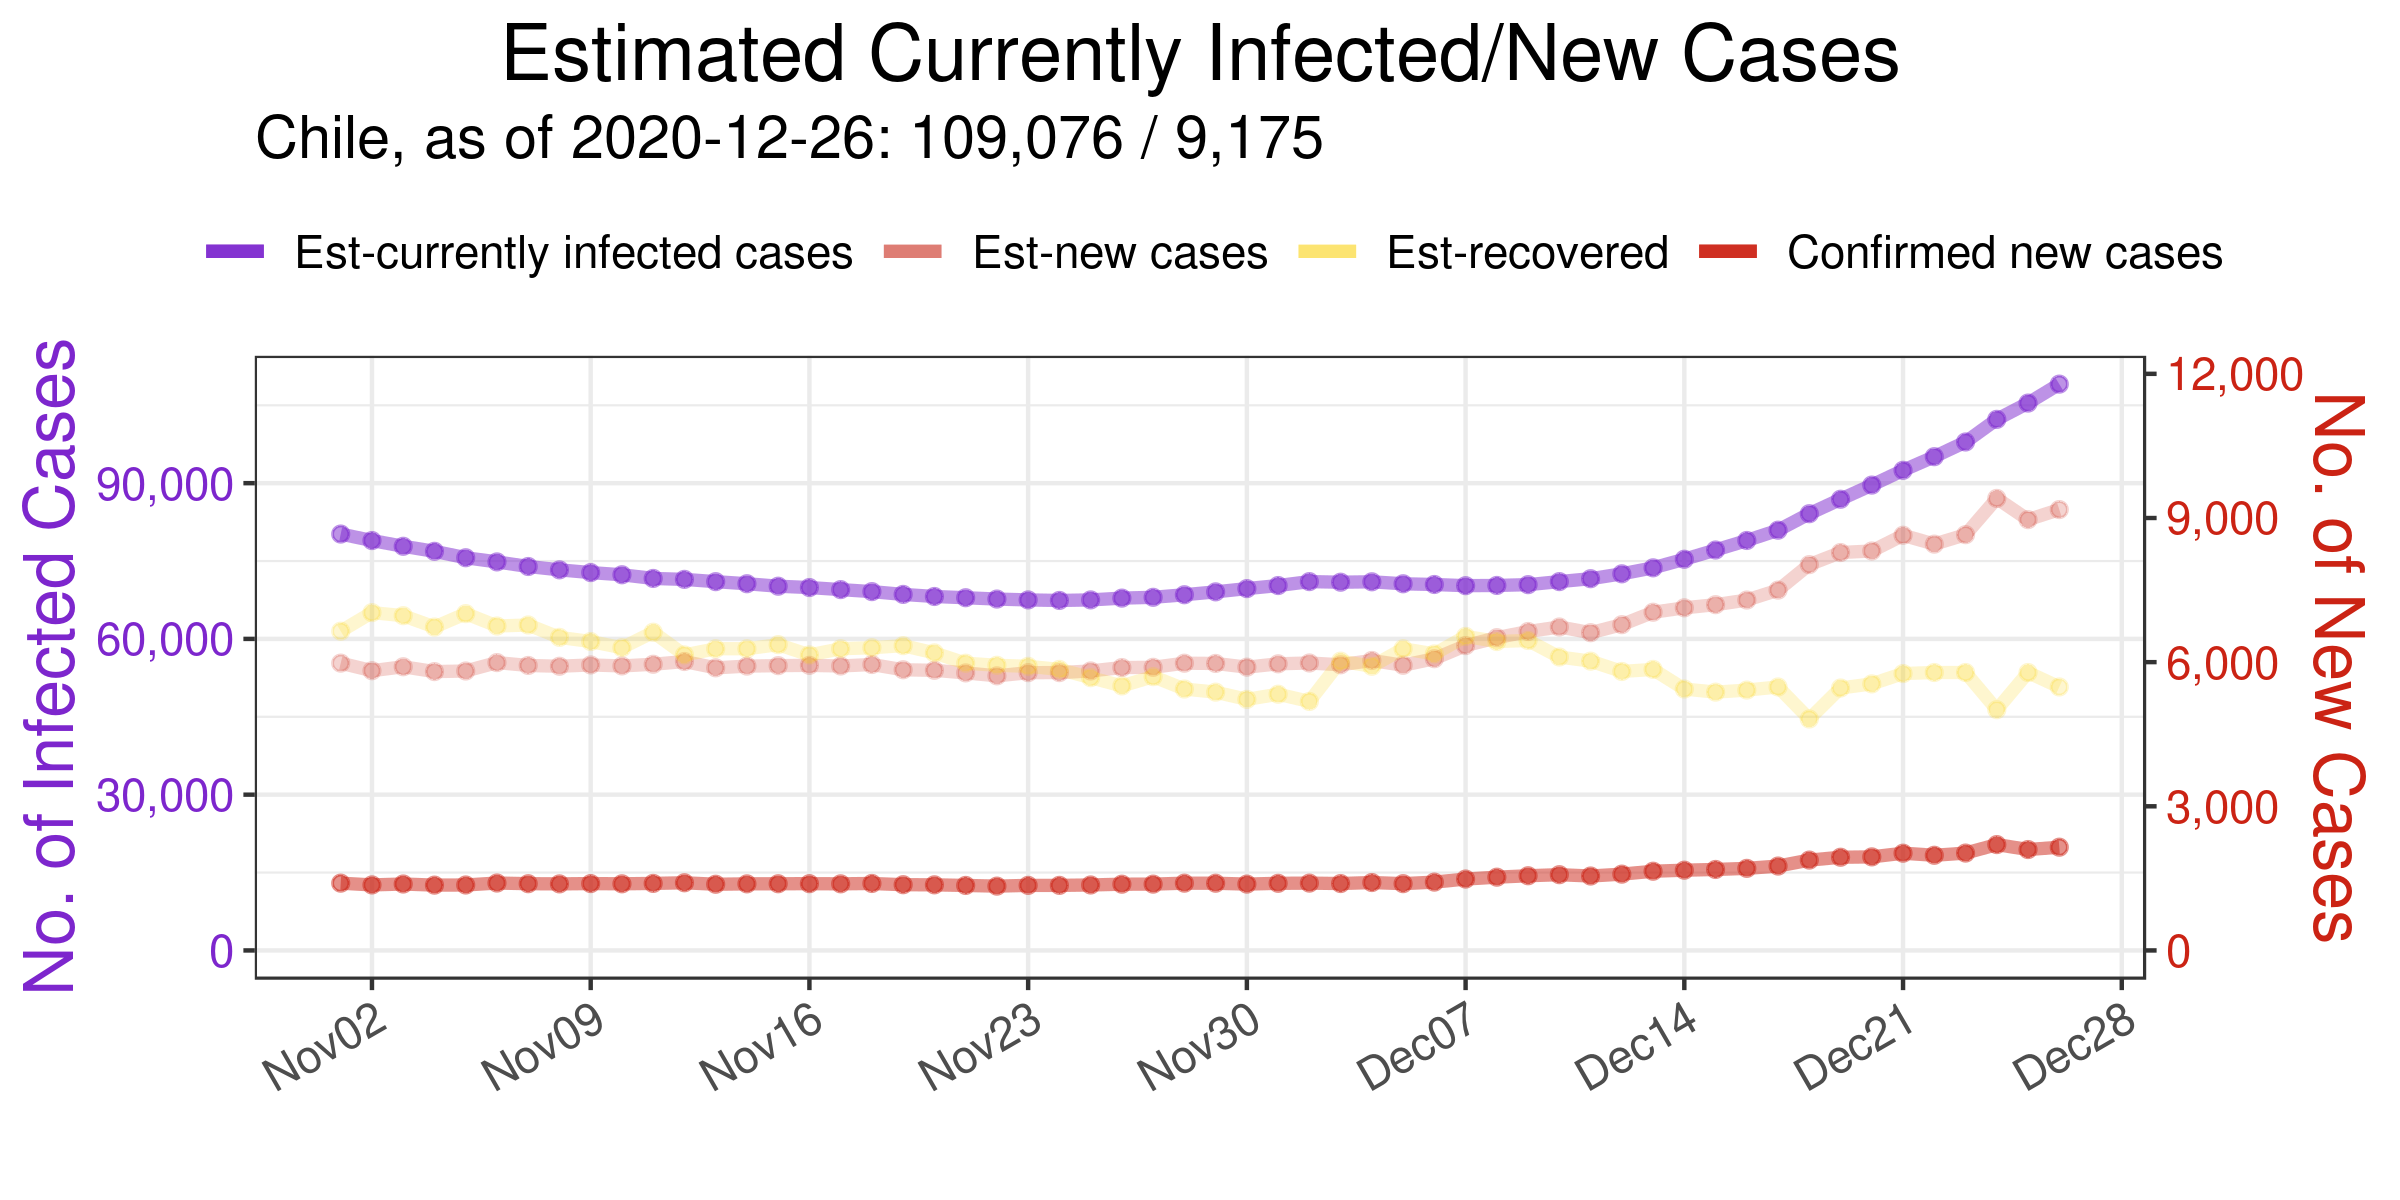 Estimated Currently Infected/New Cases
Chile, as of 2020-12-26: 109,076 / 9,175
Est-currently infected cases Est-new cases Est-recovered Confirmed new cases
No. of Infected Cases
90,000
60,000
30,000
0
12,000
9,000
6,000
3,000
0
No. of New Cases
Nov02 Nov09 Nov16 Nov23 Nov30 Dec07 Dec14 Dec21 Dec28